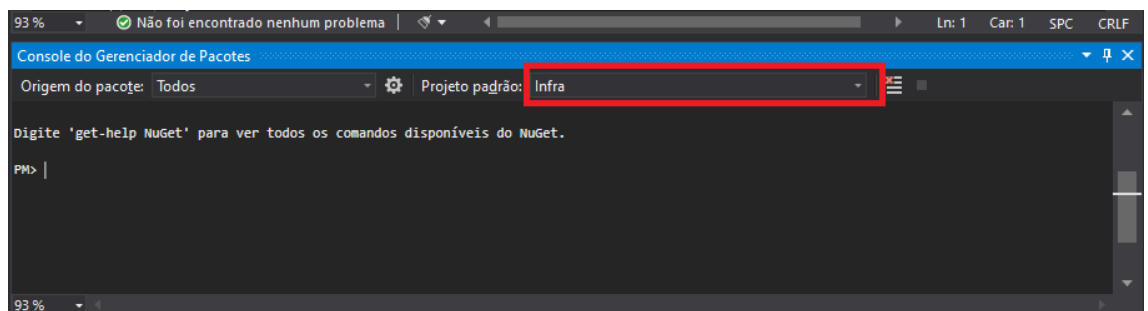 93 % Não foi encontrado nenhum problema Ln: 1 Car: 1 SPC CRLF
Console do Gerenciador de Pacotes
Origem do pacote: Todos Projeto padrão: Infra
Digite 'get-help NuGet' para ver todos os comandos disponíveis do NuGet.
PM>
93 %